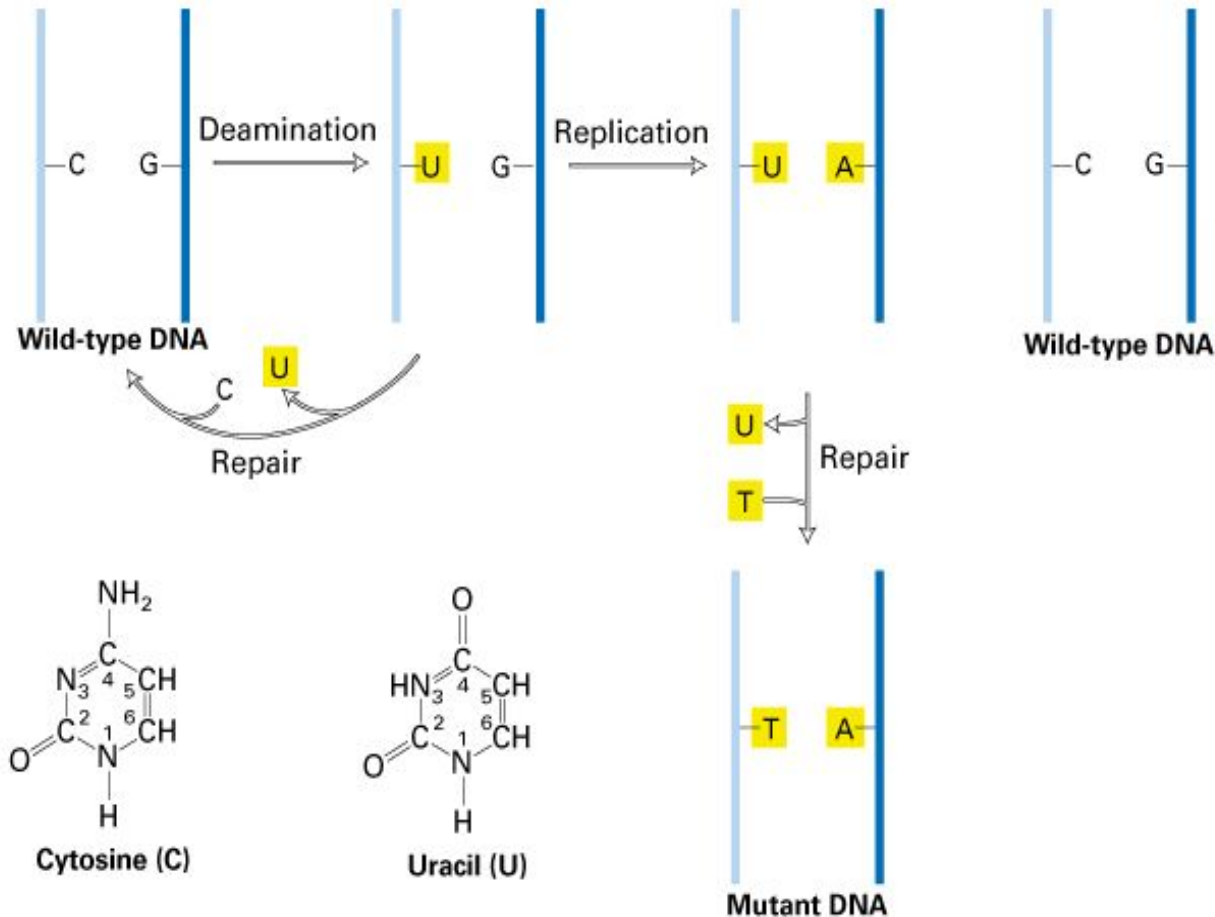 Deamination
Replication
C G
U G
U A
C G
Wild-type DNA
Wild-type DNA
U
C
Repair
U
T
Repair
NH2
N 3 C 4 5 CH
2 C 1 N 6 CH
O
H
Cytosine (C)
O
HN 3 C 4 5 CH
2 C 1 N 6 CH
O
H
Uracil (U)
T A
Mutant DNA